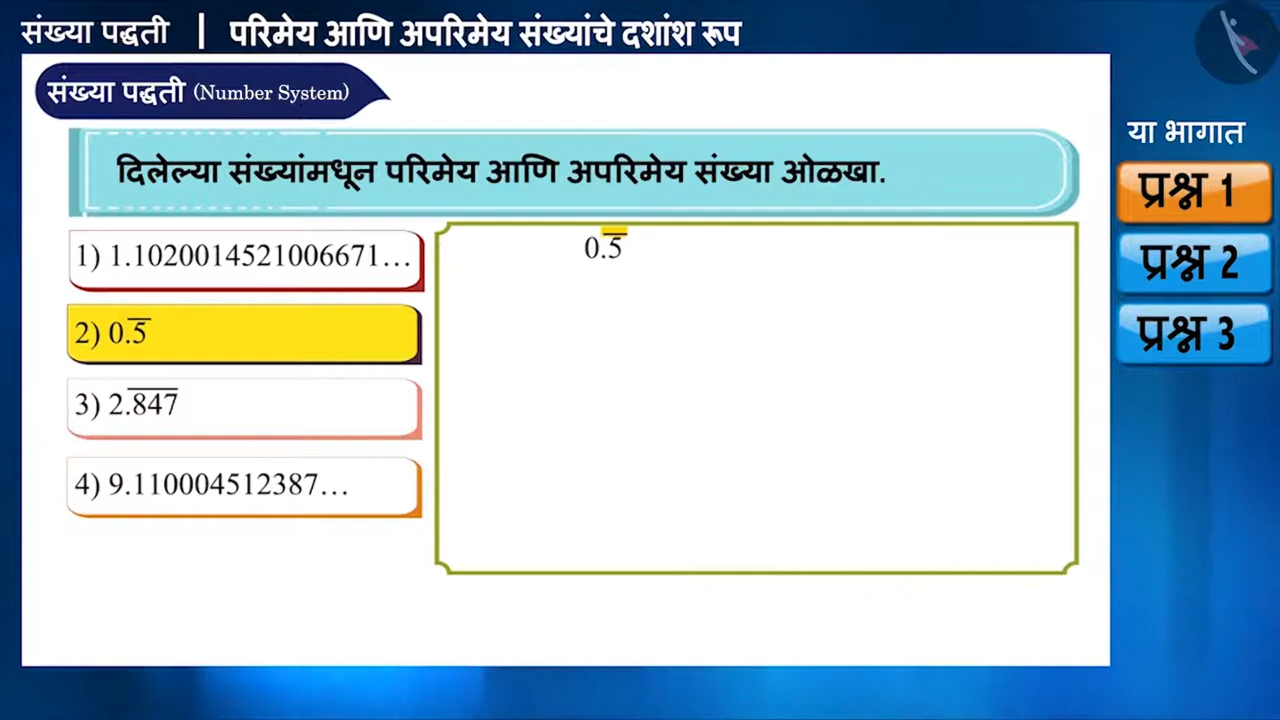 संख्या पद्धती | परिमेय आणि अपरिमेय संख्यांचे दशांश रूप
संख्या पद्धती (Number System)
या भागात
दिलेल्या संख्यांमधून परिमेय आणि अपरिमेय संख्या ओळखा.
प्रश्न 1
प्रश्न 2
प्रश्न 3
1) 1.1020014521006671...
2) 0.5̅
3) 2.8̅4̅7̅
4) 9.110004512387...
0.5̅